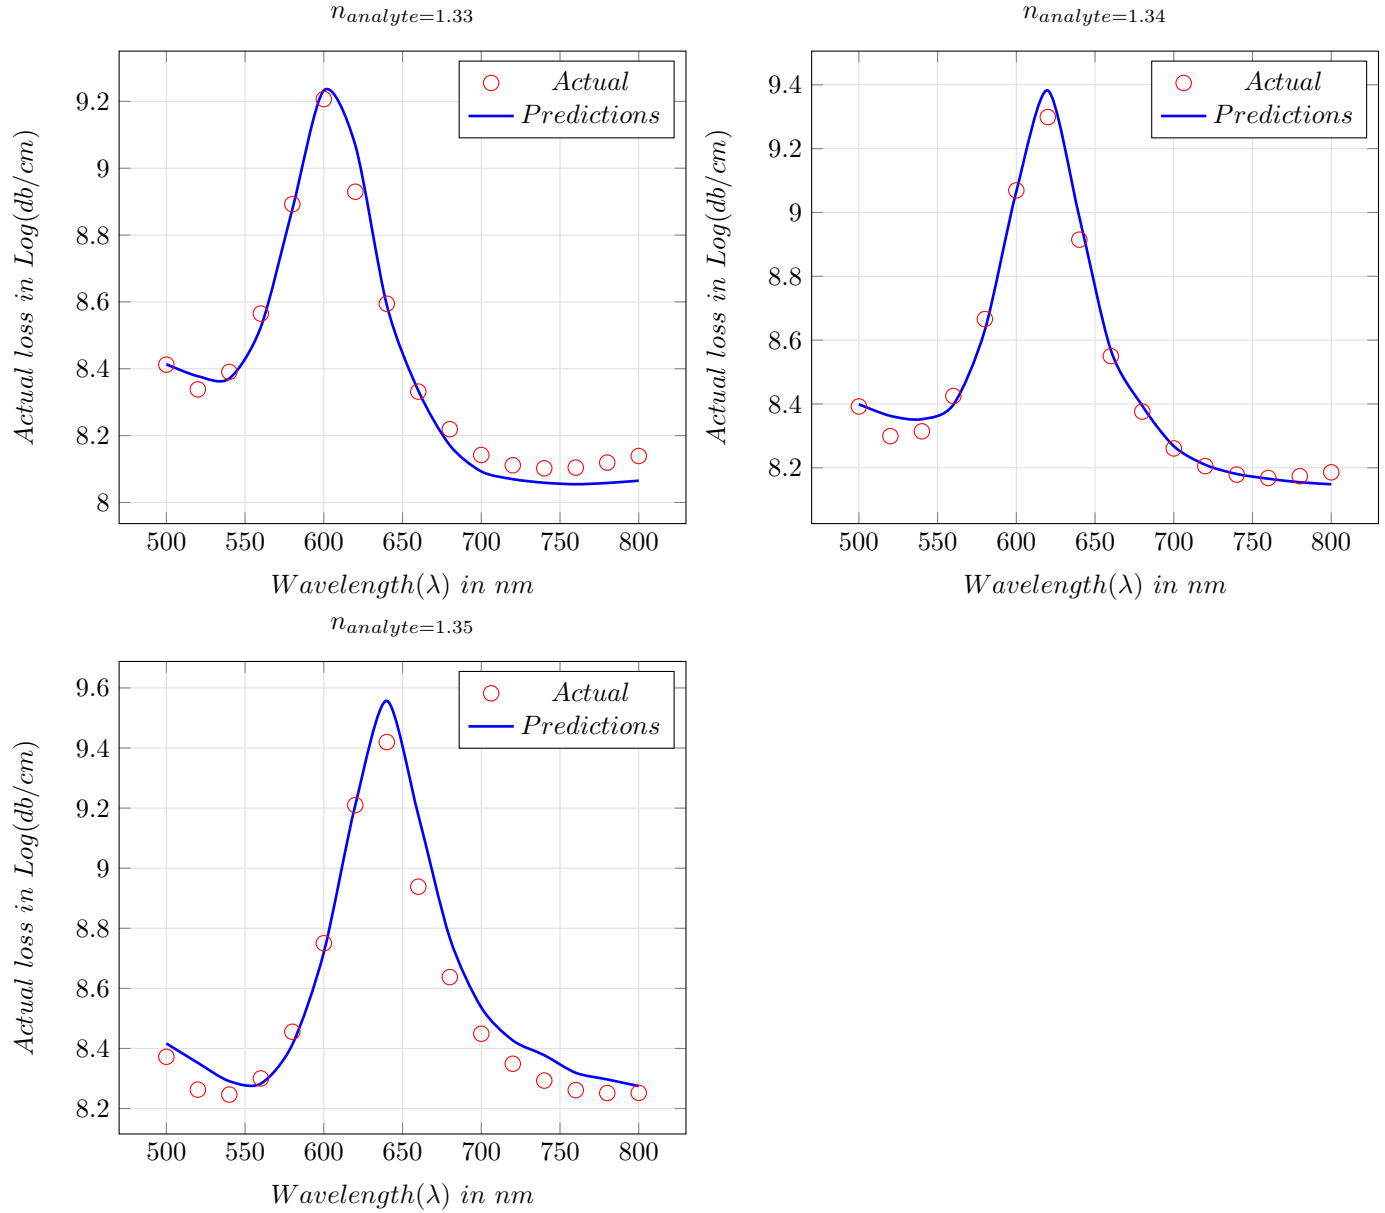 n_analyte=1.33
Actual
Predictions
Actual loss in Log(db/cm)
9.2
9
8.8
8.6
8.4
8.2
8
500 550 600 650 700 750 800
Wavelength(λ) in nm
n_analyte=1.34
Actual
Predictions
Actual loss in Log(db/cm)
9.4
9.2
9
8.8
8.6
8.4
8.2
500 550 600 650 700 750 800
Wavelength(λ) in nm
n_analyte=1.35
Actual
Predictions
Actual loss in Log(db/cm)
9.6
9.4
9.2
9
8.8
8.6
8.4
8.2
500 550 600 650 700 750 800
Wavelength(λ) in nm